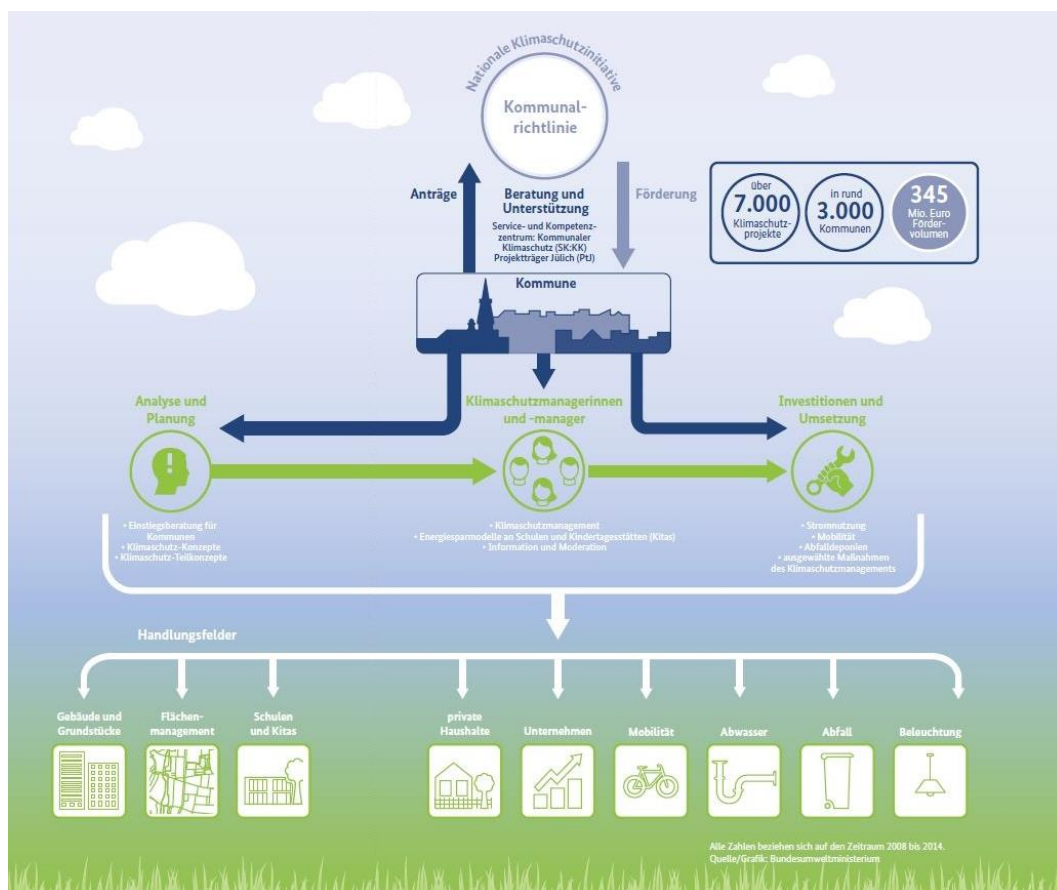 Nationale Klimaschutzinitiative
Kommunal-
richtlinie
Anträge
Beratung und
Unterstützung
Service- und Kompetenz-
zentrum: Kommunaler
Klimaschutz (SK:KK)
Projektträger Jülich (PtJ)
Förderung
über
7.000
Klimaschutz-
projekte
in rund
3.000
Kommunen
345
Mio. Euro
Förder-
volumen
Kommune
Analyse und
Planung
Klimaschutzmanagerinnen
und -manager
Investitionen und
Umsetzung
• Einstiegsberatung für
Kommunen
• Klimaschutz-Konzepte
• Klimaschutz-Teilkonzepte
• Klimaschutzmanagement
• Energiesparmodelle an Schulen und Kindertagesstätten (Kitas)
• Information und Moderation
• Stromnutzung
• Mobilität
• Abfalldeponien
• ausgewählte Maßnahmen
des Klimaschutzmanagements
Handlungsfelder
Gebäude und
Grundstücke
Flächen-
management
Schulen
und Kitas
private
Haushalte
Unternehmen
Mobilität
Abwasser
Abfall
Beleuchtung
Alle Zahlen beziehen sich auf den Zeitraum 2008 bis 2014.
Quelle/Grafik: Bundesumweltministerium